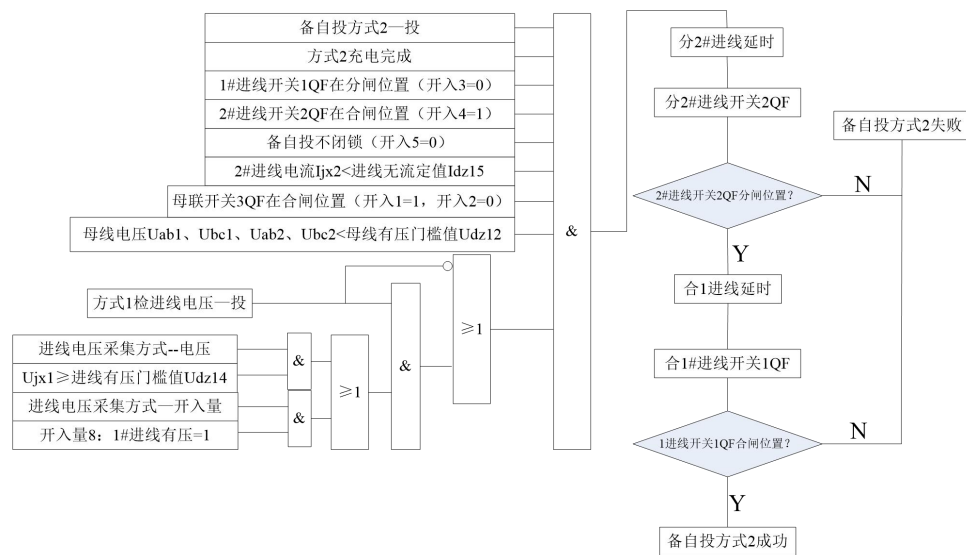 备自投方式2—投
方式2充电完成
1#进线开关1QF在分闸位置（开入3=0）
2#进线开关2QF在合闸位置（开入4=1）
备自投不闭锁（开入5=0）
2#进线电流Ijx2<进线无流定值Idz15
母联开关3QF在合闸位置（开入1=1，开入2=0）
母线电压Uab1、Ubc1、Uab2、Ubc2<母线有压门槛值Udz12
方式1检进线电压—投
进线电压采集方式--电压
Ujx1≥进线有压门槛值Udz14
进线电压采集方式—开入量
开入量8：1#进线有压=1
&
&
≥1
&
≥1
&
分2#进线延时
分2#进线开关2QF
2#进线开关2QF分闸位置？
N
备自投方式2失败
Y
合1进线延时
合1#进线开关1QF
1进线开关1QF合闸位置？
N
Y
备自投方式2成功